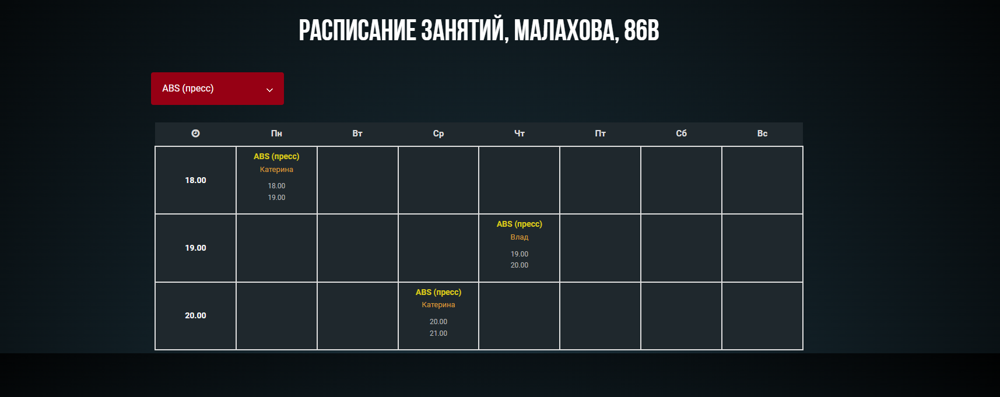 РАСПИСАНИЕ ЗАНЯТИЙ, МАЛАХОВА, 86В
ABS (пресс)
Пн Вт Ср Чт Пт Сб Вс
18.00
ABS (пресс)
Катерина
18.00
19.00
19.00
ABS (пресс)
Влад
19.00
20.00
20.00
ABS (пресс)
Катерина
20.00
21.00